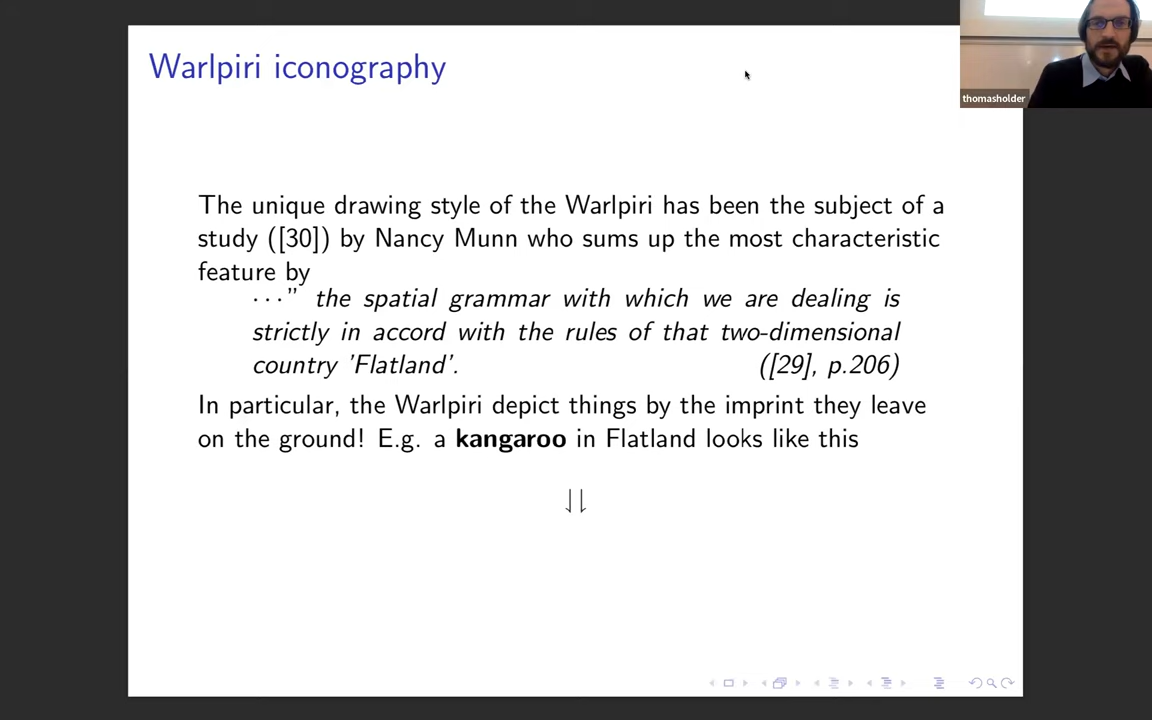 Warlpiri iconography
thomasholder
The unique drawing style of the Warlpiri has been the subject of a
study ([30]) by Nancy Munn who sums up the most characteristic
feature by
···” the spatial grammar with which we are dealing is
strictly in accord with the rules of that two-dimensional
country ’Flatland’. ([29], p.206)
In particular, the Warlpiri depict things by the imprint they leave
on the ground! E.g. a kangaroo in Flatland looks like this
⇃⇂